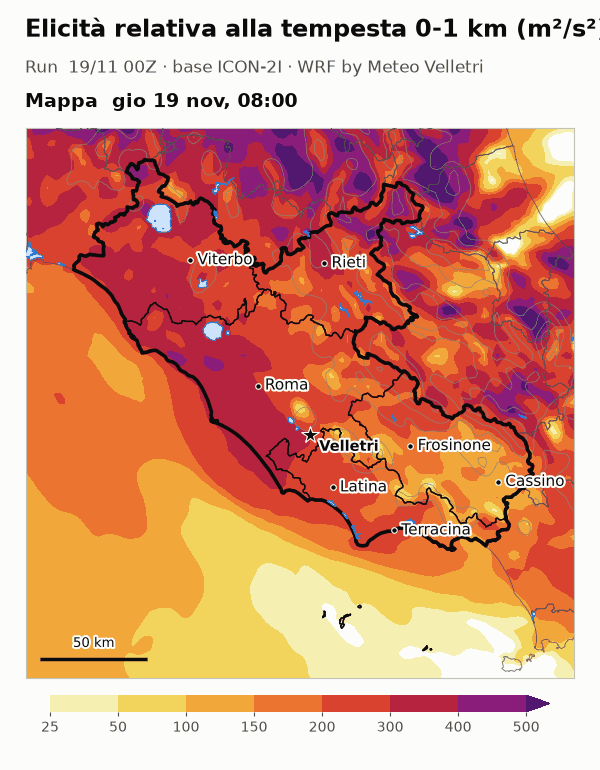 Elicità relativa alla tempesta 0-1 km (m²/s²)
Run 19/11 00Z · base ICON-2I · WRF by Meteo Velletri
Mappa gio 19 nov, 08:00
Viterbo
Rieti
Roma
Velletri
Frosinone
Latina
Cassino
Terracina
50 km
25 50 100 150 200 300 400 500